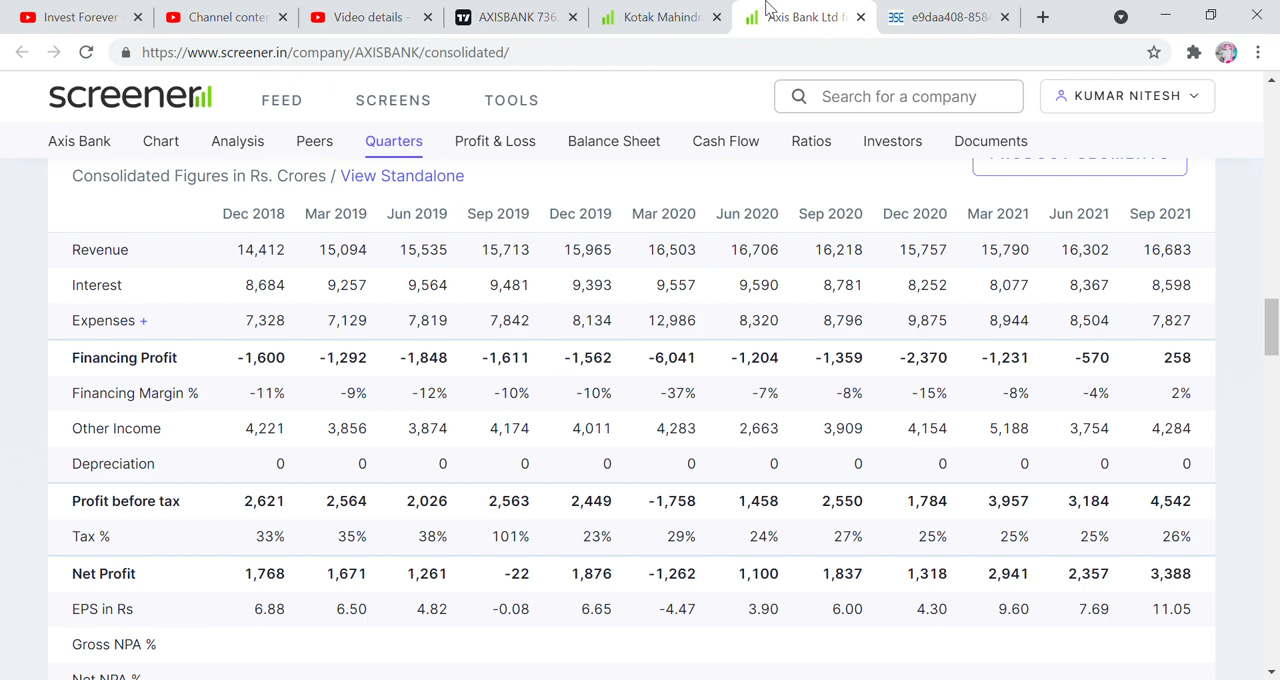 Invest Forever
Channel conter
Video details -
AXISBANK 736.
Kotak Mahindr
Axis Bank Ltd fi
e9daa408-8584
https://www.screener.in/company/AXISBANK/consolidated/
screener
FEED SCREENS TOOLS
Search for a company
KUMAR NITESH
Axis Bank Chart Analysis Peers Quarters Profit & Loss Balance Sheet Cash Flow Ratios Investors Documents
PRODUCT SEGMENTS
Consolidated Figures in Rs. Crores / View Standalone
Dec 2018 Mar 2019 Jun 2019 Sep 2019 Dec 2019 Mar 2020 Jun 2020 Sep 2020 Dec 2020 Mar 2021 Jun 2021 Sep 2021
Revenue 14,412 15,094 15,535 15,713 15,965 16,503 16,706 16,218 15,757 15,790 16,302 16,683
Interest 8,684 9,257 9,564 9,481 9,393 9,557 9,590 8,781 8,252 8,077 8,367 8,598
Expenses + 7,328 7,129 7,819 7,842 8,134 12,986 8,320 8,796 9,875 8,944 8,504 7,827
Financing Profit -1,600 -1,292 -1,848 -1,611 -1,562 -6,041 -1,204 -1,359 -2,370 -1,231 -570 258
Financing Margin % -11% -9% -12% -10% -10% -37% -7% -8% -15% -8% -4% 2%
Other Income 4,221 3,856 3,874 4,174 4,011 4,283 2,663 3,909 4,154 5,188 3,754 4,284
Depreciation 0 0 0 0 0 0 0 0 0 0 0 0
Profit before tax 2,621 2,564 2,026 2,563 2,449 -1,758 1,458 2,550 1,784 3,957 3,184 4,542
Tax % 33% 35% 38% 101% 23% 29% 24% 27% 25% 25% 25% 26%
Net Profit 1,768 1,671 1,261 -22 1,876 -1,262 1,100 1,837 1,318 2,941 2,357 3,388
EPS in Rs 6.88 6.50 4.82 -0.08 6.65 -4.47 3.90 6.00 4.30 9.60 7.69 11.05
Gross NPA %
Net NPA %